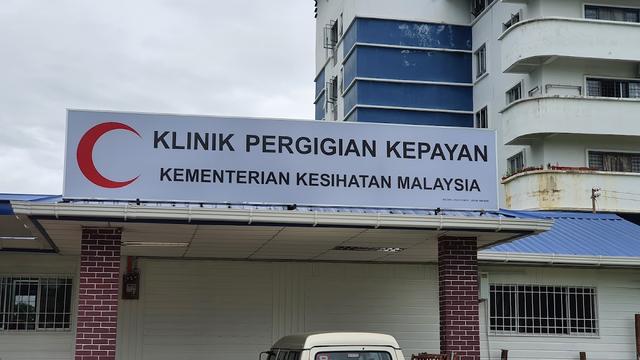 KLINIK PERGIGIAN KEPAYAN
KEMENTERIAN KESIHATAN MALAYSIA